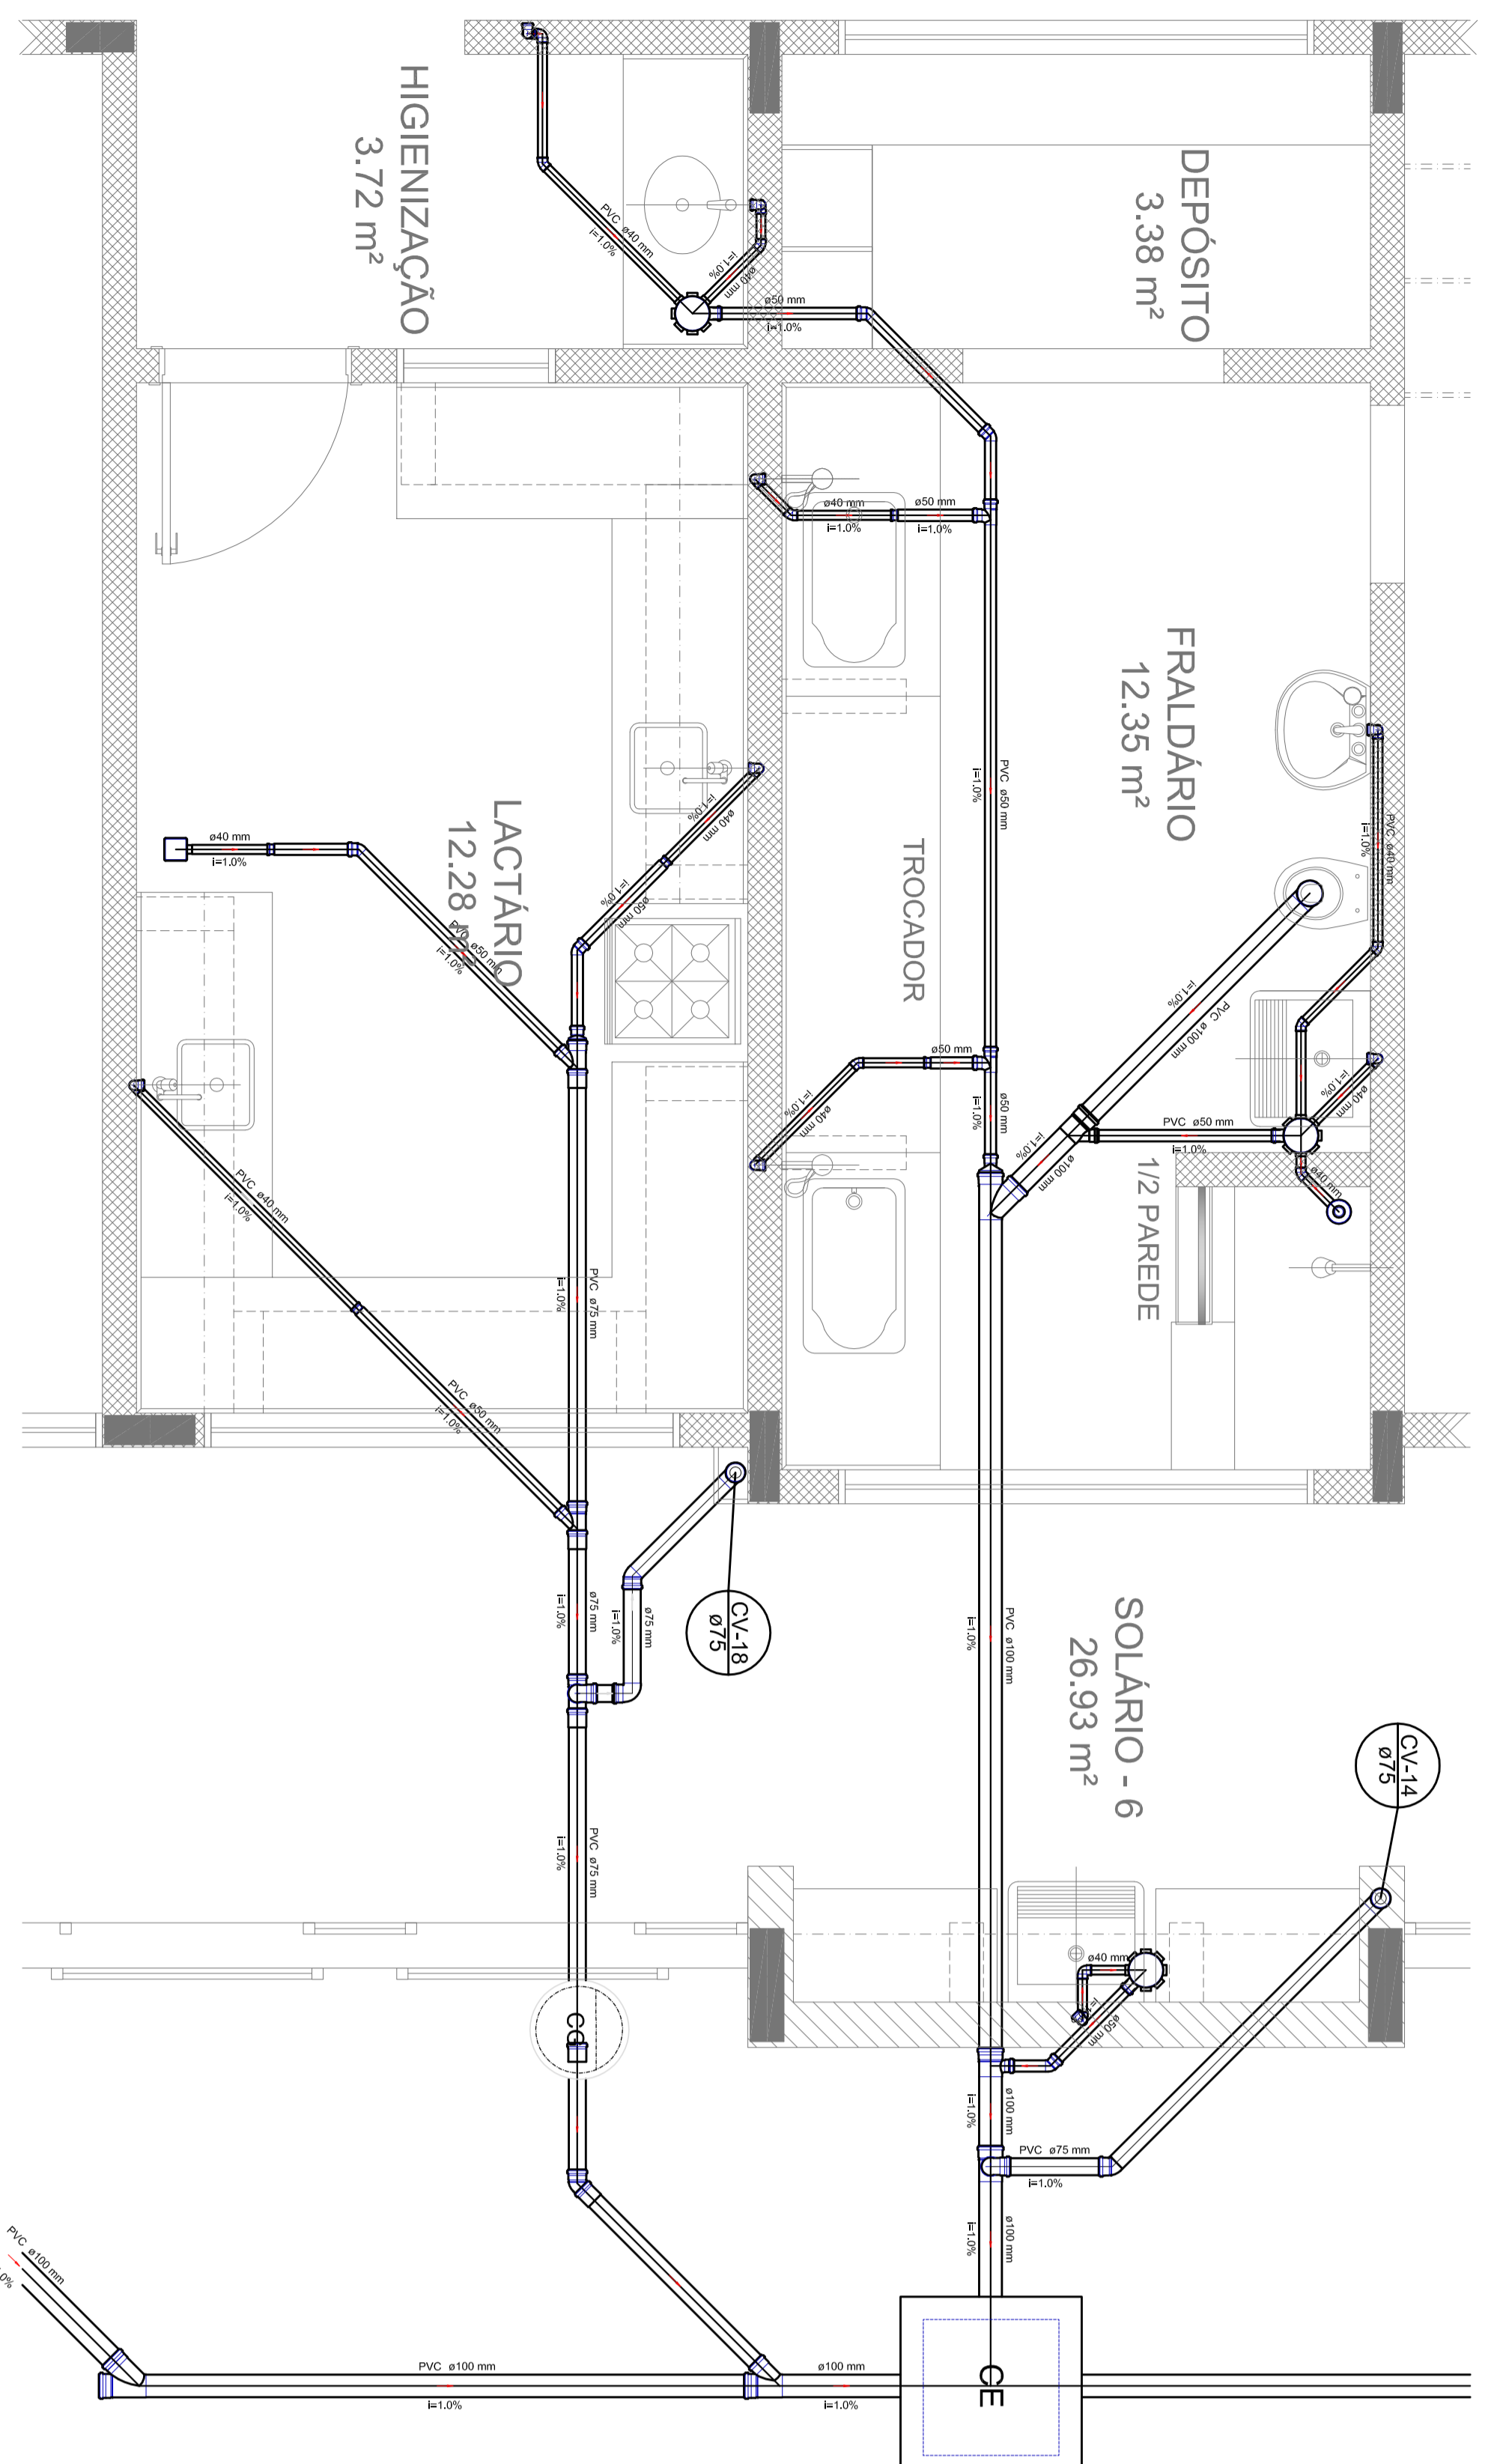 HIGIENIZAÇÃO
3.72 m²
DEPÓSITO
3.38 m²
PVC ø40 mm
i=1.0%
ø40 mm
i=1.0%
ø50 mm
i=1.0%
ø40 mm
i=1.0%
ø50 mm
i=1.0%
FRALDÁRIO
12.35 m²
PVC ø50 mm
i=1.0%
PVC ø40 mm
i=1.0%
LACTÁRIO
12.28 m²
TROCADOR
ø40 mm
i=1.0%
ø40 mm
i=1.0%
ø50 mm
i=1.0%
PVC ø50 mm
i=1.0%
PVC ø100 mm
i=1.0%
ø50 mm
ø40 mm
i=1.0%
ø50 mm
i=1.0%
ø100 mm
i=1.0%
PVC ø50 mm
i=1.0%
ø40 mm
i=1.0%
ø40 mm
1/2 PAREDE
PVC ø40 mm
i=1.0%
PVC ø75 mm
i=1.0%
PVC ø50 mm
i=1.0%
ø75 mm
i=1.0%
ø75 mm
i=1.0%
CV-18
ø75
PVC ø100 mm
i=1.0%
SOLÁRIO - 6
26.93 m²
CV-14
ø75
PVC ø75 mm
i=1.0%
ø40 mm
ø50 mm
CG
ø100 mm
i=1.0%
PVC ø75 mm
i=1.0%
ø100 mm
i=1.0%
PVC ø100 mm
PVC ø100 mm
i=1.0%
ø100 mm
i=1.0%
CE